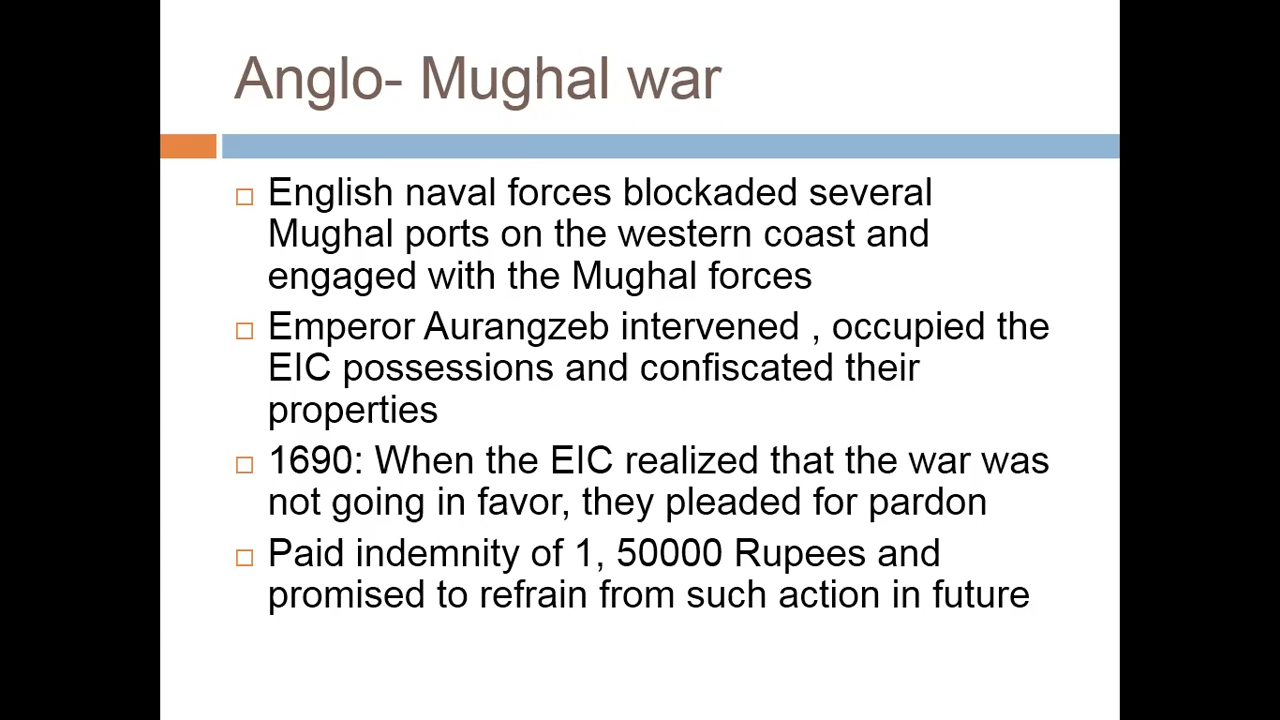 Anglo- Mughal war
English naval forces blockaded several
Mughal ports on the western coast and
engaged with the Mughal forces
Emperor Aurangzeb intervened , occupied the
EIC possessions and confiscated their
properties
1690: When the EIC realized that the war was
not going in favor, they pleaded for pardon
Paid indemnity of 1, 50000 Rupees and
promised to refrain from such action in future